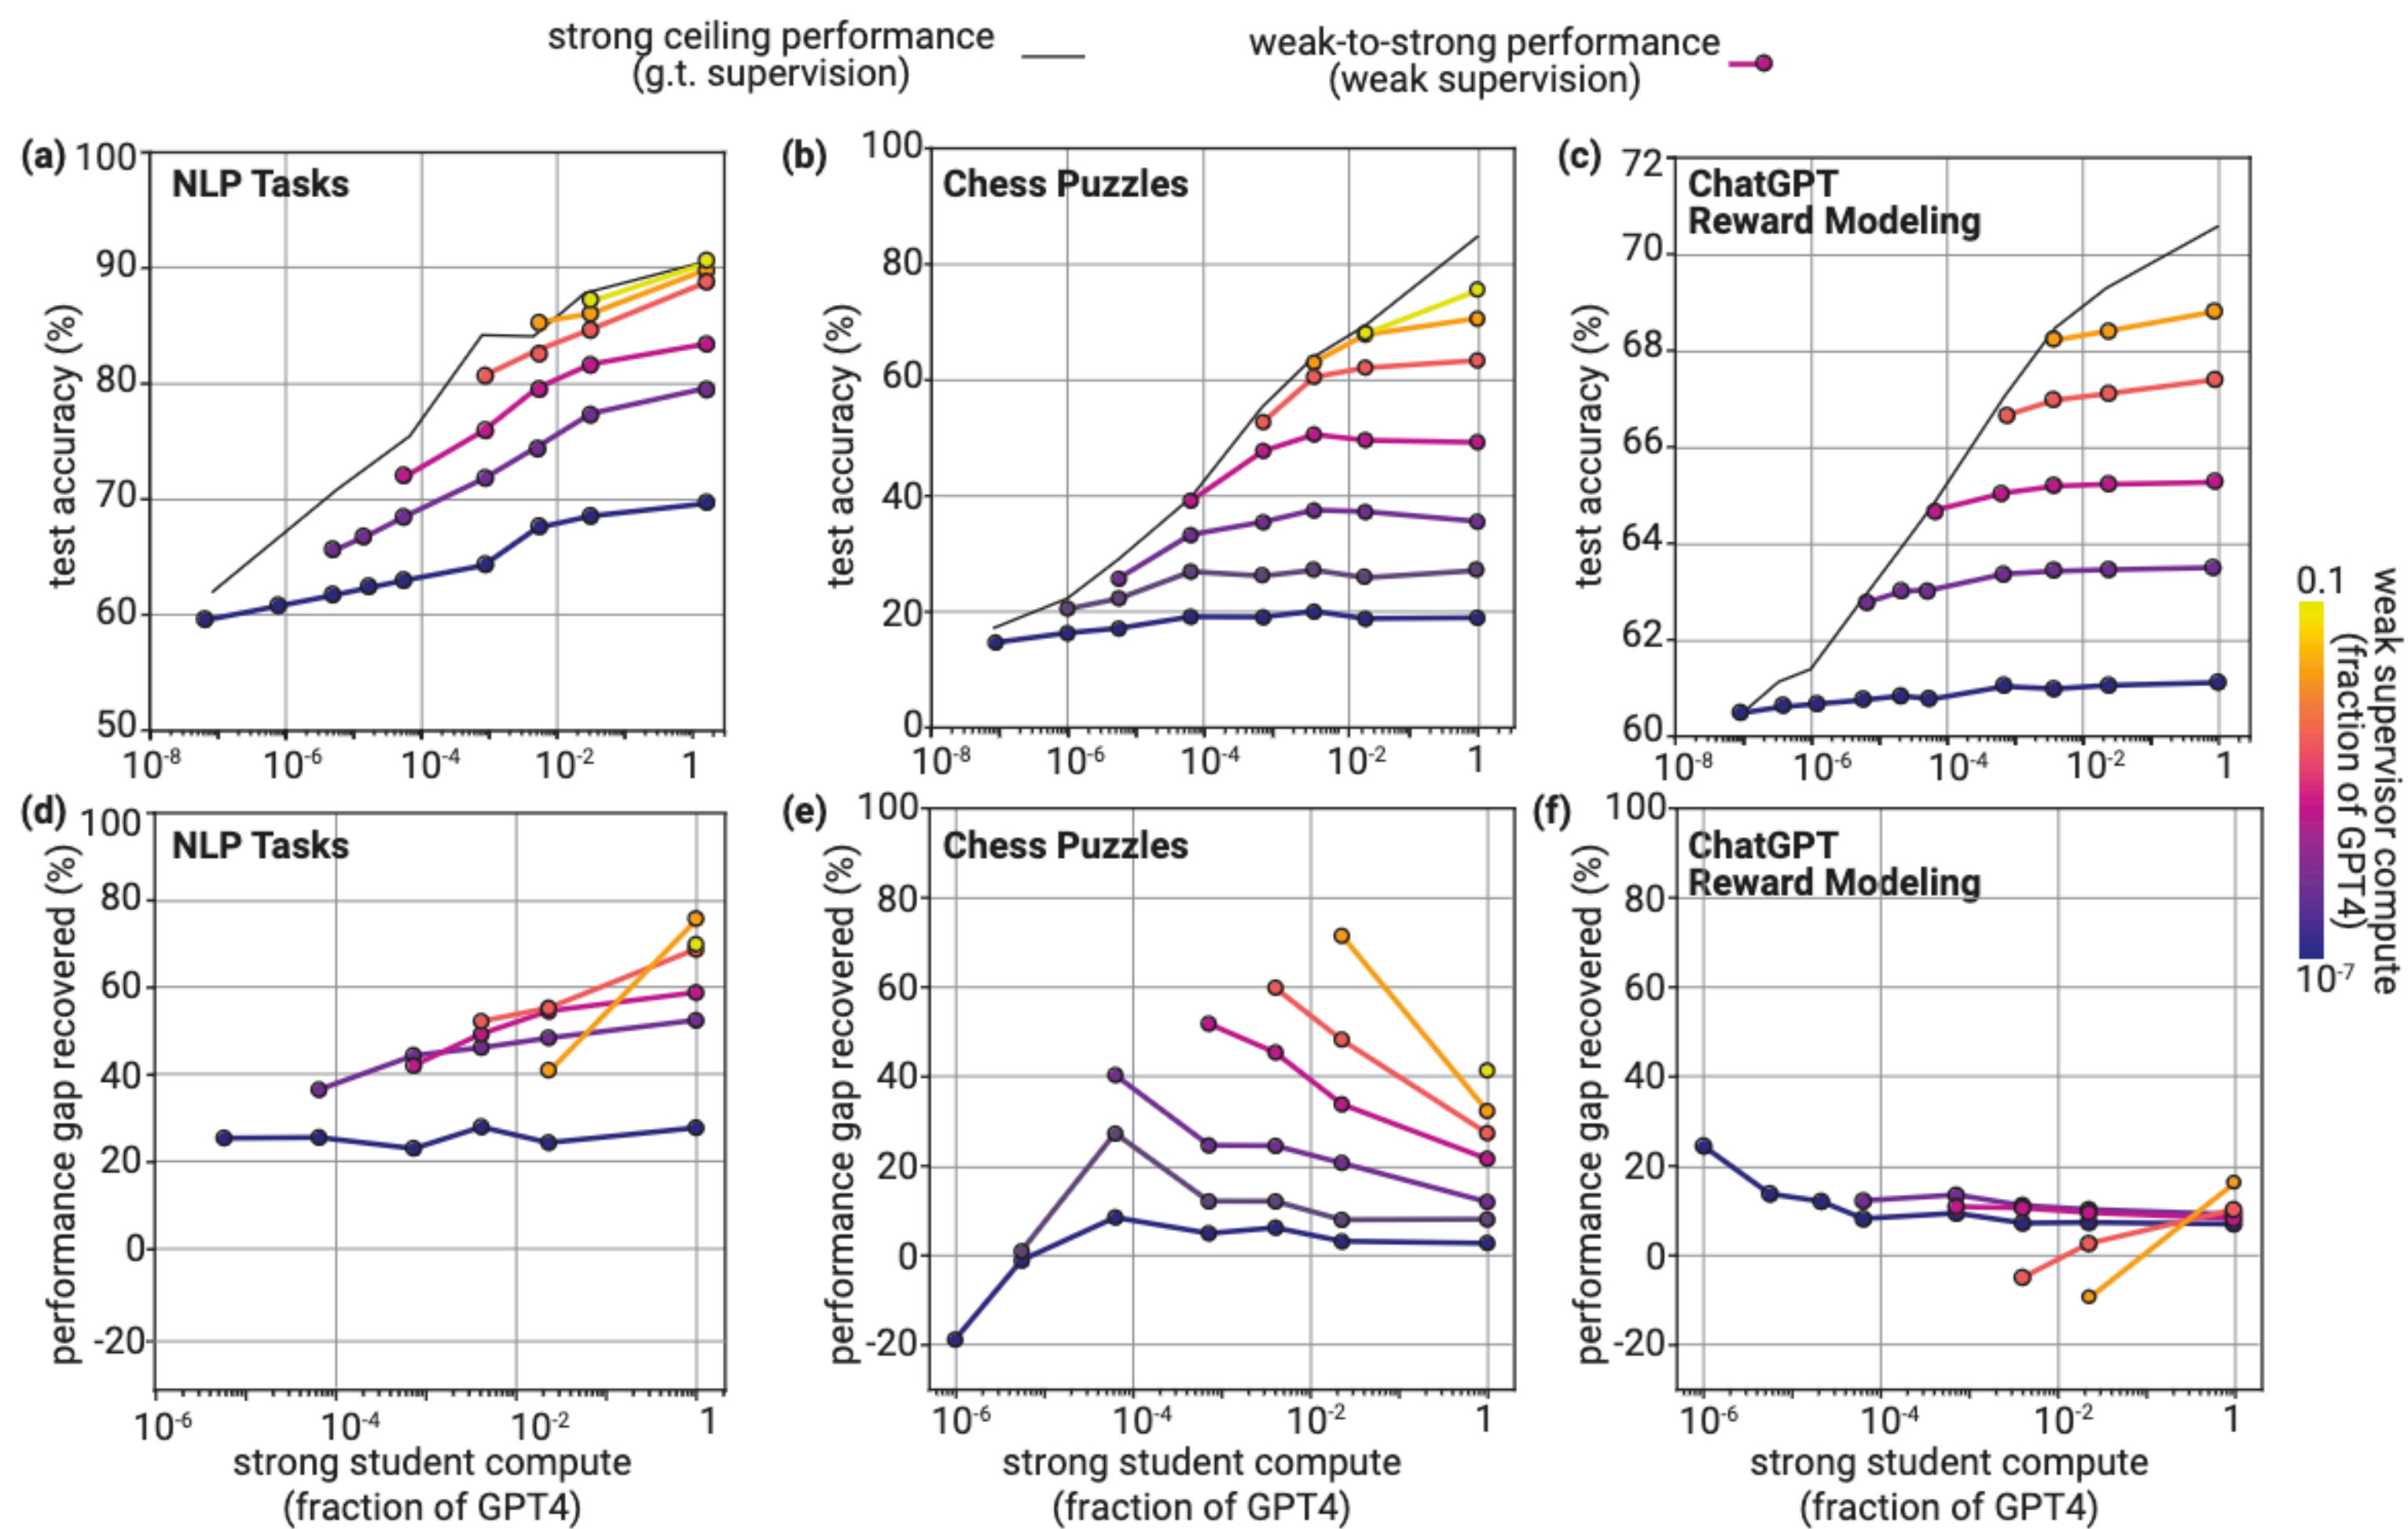 strong ceiling performance
(g.t. supervision)
weak-to-strong performance
(weak supervision)
(a)
NLP Tasks
test accuracy (%)
100
90
80
70
60
50
10-8
10-6
10-4
10-2
1
(b)
Chess Puzzles
test accuracy (%)
100
80
60
40
20
0
10-8
10-6
10-4
10-2
1
(c)
ChatGPT
Reward Modeling
test accuracy (%)
72
70
68
66
64
62
60
10-8
10-6
10-4
10-2
1
(d)
NLP Tasks
performance gap recovered (%)
100
80
60
40
20
0
-20
10-6
10-4
10-2
1
strong student compute
(fraction of GPT4)
(e)
Chess Puzzles
performance gap recovered (%)
100
80
60
40
20
0
-20
10-6
10-4
10-2
1
strong student compute
(fraction of GPT4)
(f)
ChatGPT
Reward Modeling
performance gap recovered (%)
100
80
60
40
20
0
-20
10-6
10-4
10-2
1
strong student compute
(fraction of GPT4)
0.1
10-7
weak supervisor compute
(fraction of GPT4)